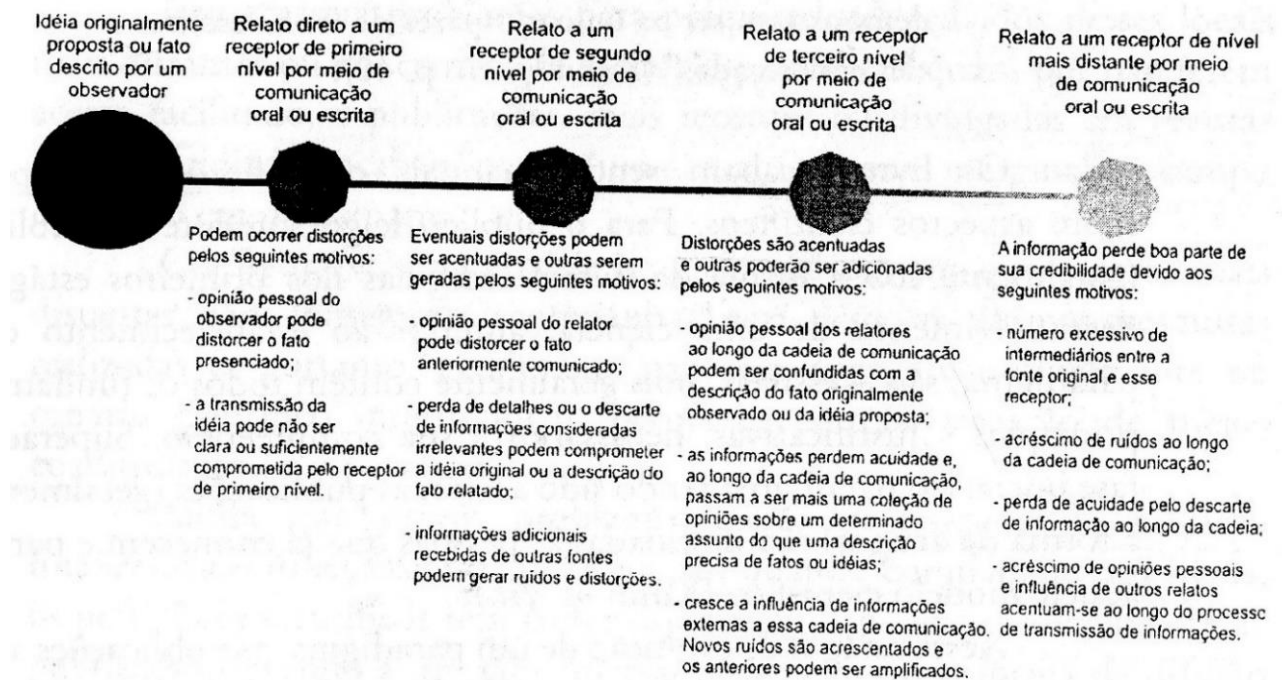 Idéia originalmente
proposta ou fato
descrito por um
observador
Relato direto a um
receptor de primeiro
nível por meio de
comunicação
oral ou escrita
Relato a um
receptor de segundo
nível por meio de
comunicação
oral ou escrita
Relato a um receptor
de terceiro nível
por meio de
comunicação
oral ou escrita
Relato a um receptor de nível
mais distante por meio
de comunicação
oral ou escrita
Podem ocorrer distorções
pelos seguintes motivos:
- opinião pessoal do
observador pode
distorcer o fato
presenciado;
- a transmissão da
idéia pode não ser
clara ou suficientemente
comprometida pelo receptor
de primeiro nível.
Eventuais distorções podem
ser acentuadas e outras serem
geradas pelos seguintes motivos:
- opinião pessoal do relator
pode distorcer o fato
anteriormente comunicado;
- perda de detalhes ou o descarte
de informações consideradas
irrelevantes podem comprometer
a idéia original ou a descrição do
fato relatado;
- informações adicionais
recebidas de outras fontes
podem gerar ruídos e distorções.
Distorções são acentuadas
e outras poderão ser adicionadas
pelos seguintes motivos:
- opinião pessoal dos relatores
ao longo da cadeia de comunicação
podem ser confundidas com a
descrição do fato originalmente
observado ou da idéia proposta;
- as informações perdem acuidade e,
ao longo da cadeia de comunicação,
passam a ser mais uma coleção de
opiniões sobre um determinado
assunto do que uma descrição
precisa de fatos ou idéias;
- cresce a influência de informações
externas a essa cadeia de comunicação.
Novos ruídos são acrescentados e
os anteriores podem ser amplificados.
A informação perde boa parte de
sua credibilidade devido aos
seguintes motivos:
- número excessivo de
intermediários entre a
fonte original e esse
receptor;
- acréscimo de ruídos ao longo
da cadeia de comunicação;
- perda de acuidade pelo descarte
de informação ao longo da cadeia;
- acréscimo de opiniões pessoais
e influência de outros relatos
acentuam-se ao longo do processo
de transmissão de informações.